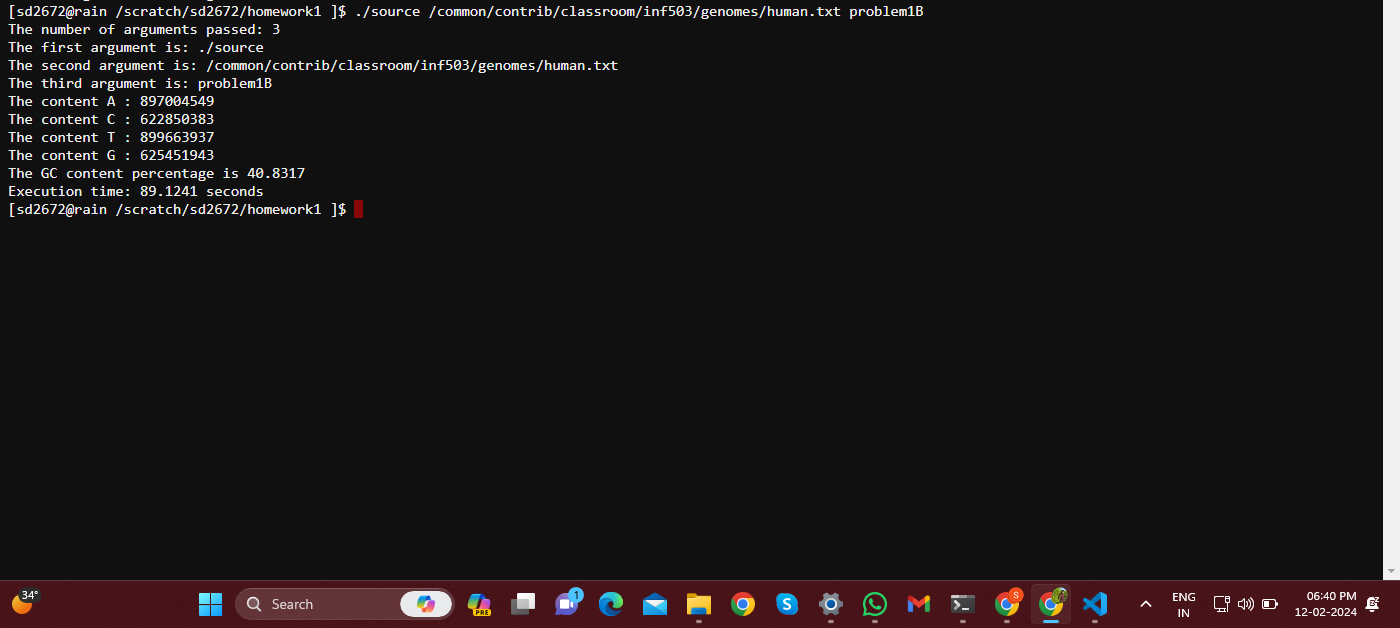 [sd2672@rain /scratch/sd2672/homework1 ]$ ./source /common/contrib/classroom/inf503/genomes/human.txt problem1B
The number of arguments passed: 3
The first argument is: ./source
The second argument is: /common/contrib/classroom/inf503/genomes/human.txt
The third argument is: problem1B
The content A : 897004549
The content C : 622850383
The content T : 899663937
The content G : 625451943
The GC content percentage is 40.8317
Execution time: 89.1241 seconds
[sd2672@rain /scratch/sd2672/homework1 ]$
34°
Search
PRE
1
S
S
ENG
IN
06:40 PM
12-02-2024